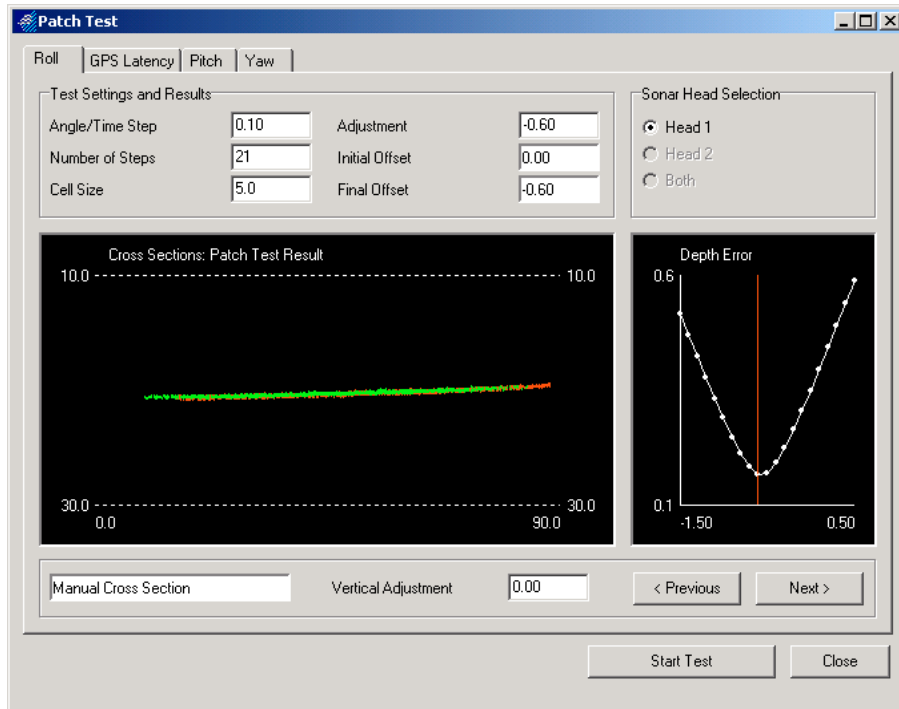 Patch Test
Roll GPS Latency Pitch Yaw
Test Settings and Results
Angle/Time Step 0.10 Adjustment -0.60
Number of Steps 21 Initial Offset 0.00
Cell Size 5.0 Final Offset -0.60
Sonar Head Selection
Head 1
Head 2
Both
Cross Sections: Patch Test Result
10.0 10.0
30.0 30.0
0.0 90.0
Depth Error
0.6
0.1
-1.50 0.50
Manual Cross Section Vertical Adjustment 0.00 < Previous Next >
Start Test Close